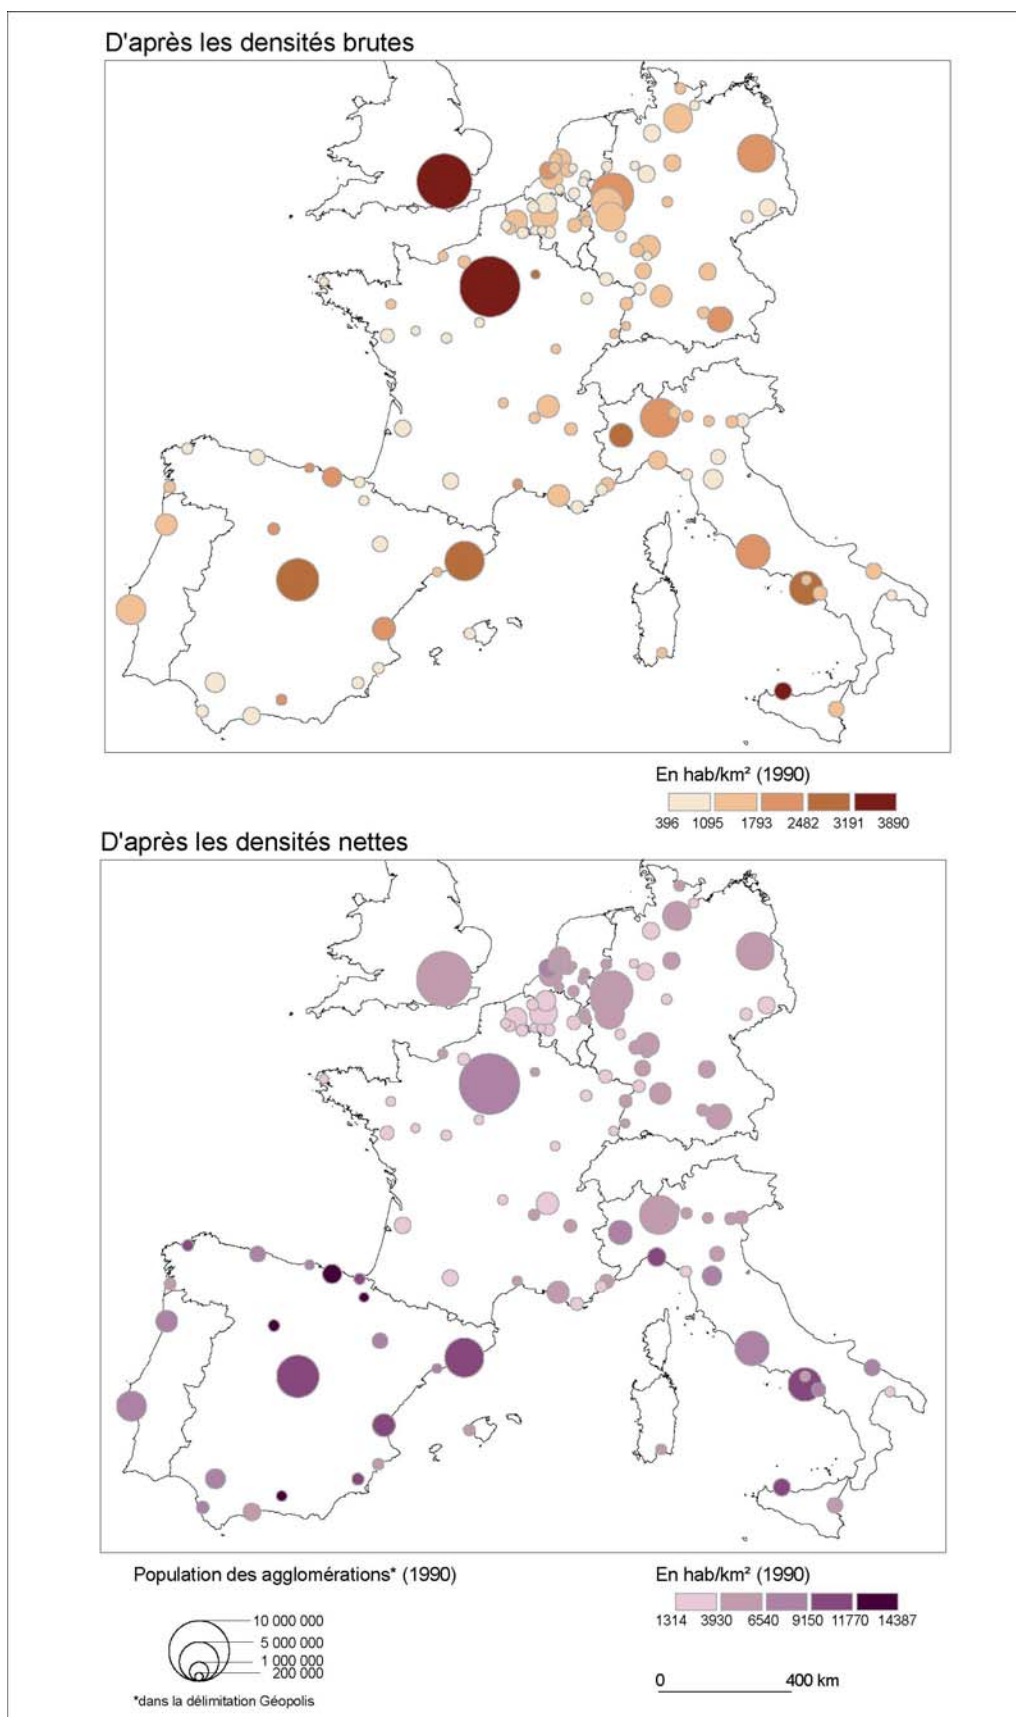 D'après les densités brutes
En hab/km² (1990)
396 1095 1793 2482 3191 3890
D'après les densités nettes
Population des agglomérations* (1990)
10 000 000
5 000 000
1 000 000
200 000
*dans la délimitation Géopolis
En hab/km² (1990)
1314 3930 6540 9150 11770 14387
0 400 km